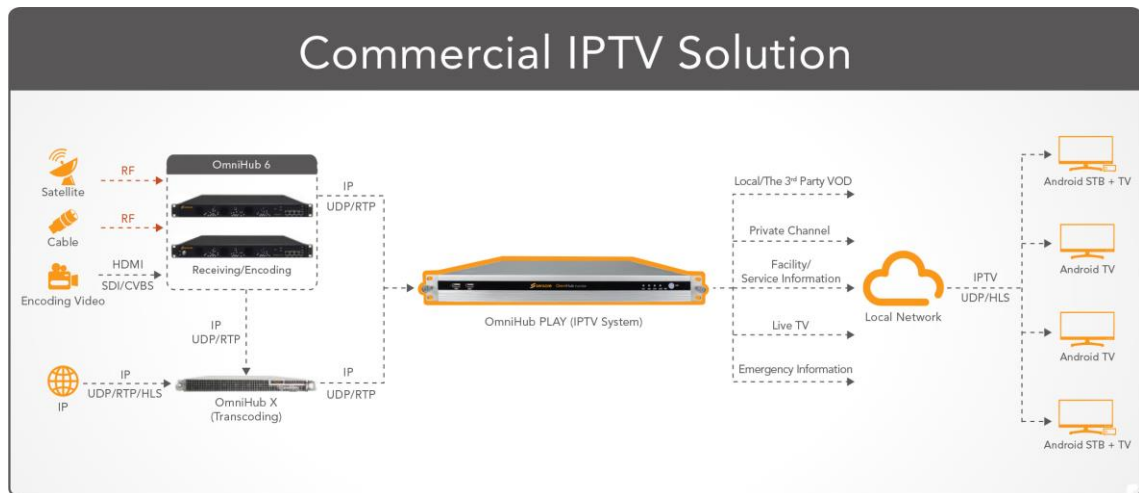 Commercial IPTV Solution
Satellite
RF
Cable
RF
Encoding Video
HDMI
SDI/CVBS
OmniHub 6
Receiving/Encoding
IP
UDP/RTP
IP
UDP/RTP
IP
IP
UDP/RTP/HLS
OmniHub X
(Transcoding)
IP
UDP/RTP
OmniHub PLAY (IPTV System)
Local/The 3rd Party VOD
Private Channel
Facility/
Service Information
Live TV
Emergency Information
Local Network
IPTV
UDP/HLS
Android STB + TV
Android TV
Android TV
Android STB + TV